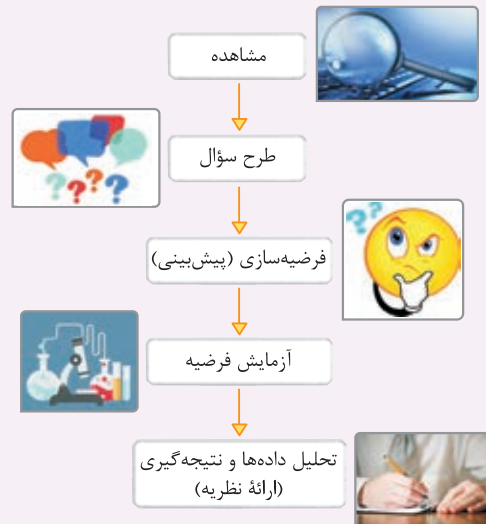 مشاهده
طرح سؤال
فرضیه‌سازی (پیش‌بینی)
آزمایش فرضیه
تحلیل داده‌ها و نتیجه‌گیری
(ارائهٔ نظریه)